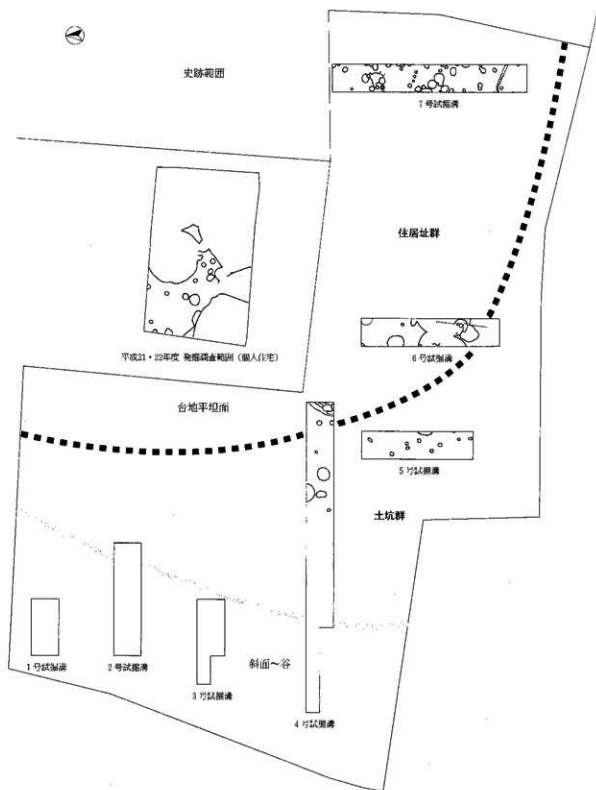 史跡範囲
7号試掘溝
住居址群
平成21・22年度 発掘調査範囲(個人住宅)
6号試掘溝
台地平坦面
5号試掘溝
土坑群
1号試掘溝
2号試掘溝
3号試掘溝
斜面~谷
4号試掘溝